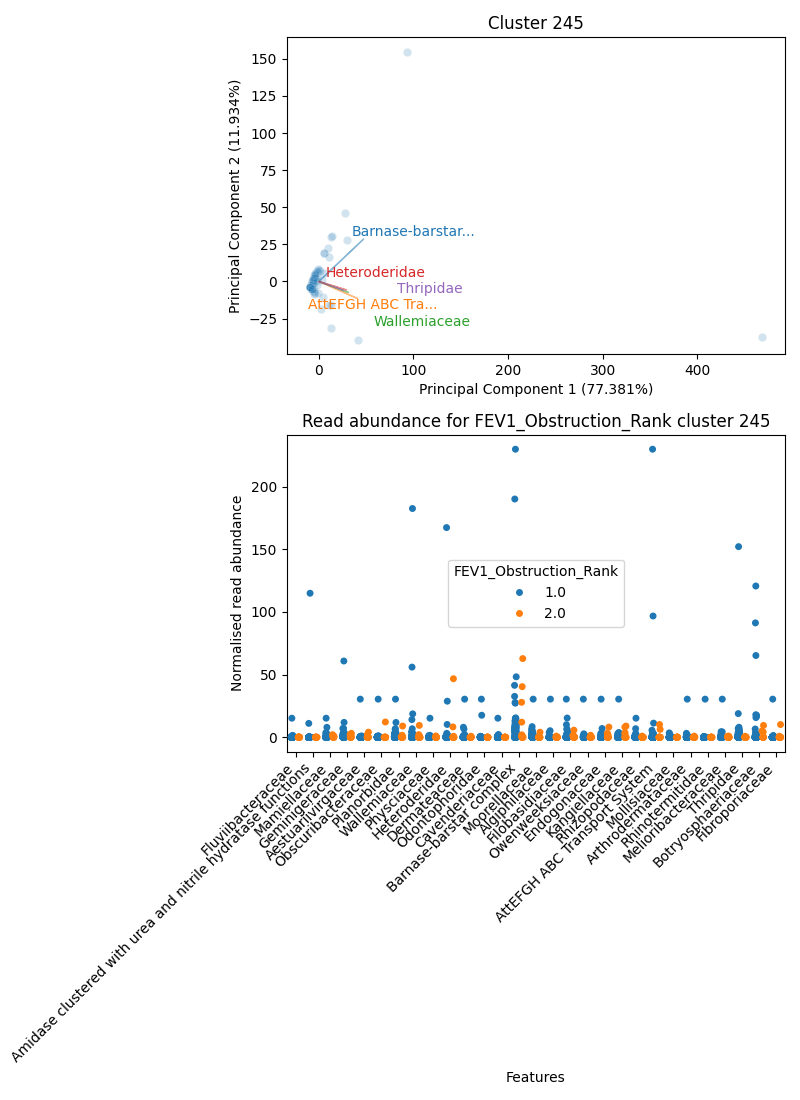 Cluster 245
Principal Component 2 (11.934%)
150
125
100
75
50
25
0
−25
Barnase-barstar...
Heteroderidae
Thripidae
AttEFGH ABC Tra...
Wallemiaceae
0
100
200
300
400
Principal Component 1 (77.381%)
Read abundance for FEV1_Obstruction_Rank cluster 245
Normalised read abundance
200
150
100
50
0
FEV1_Obstruction_Rank
1.0
2.0
Fluviibacteraceae
Amidase clustered with urea and nitrile hydratase functions
Mamiellaceae
Geminigeraceae
Aestuariivirgaceae
Obscuribacteraceae
Planorbidae
Wallemiaceae
Physciaceae
Heteroderidae
Dermateaceae
Odontophoridae
Cavenderiaceae
Barnase-barstar complex
Moorellaceae
Algiphilaceae
Filobasidiaceae
Owenweeksiaceae
Endogonaceae
Kangiellaceae
Rhizopodaceae
AttEFGH ABC Transport System
Mollisiaceae
Arthrodermataceae
Rhinotermitidae
Melioribacteraceae
Thripidae
Botryosphaeriaceae
Fibroporiaceae
Features